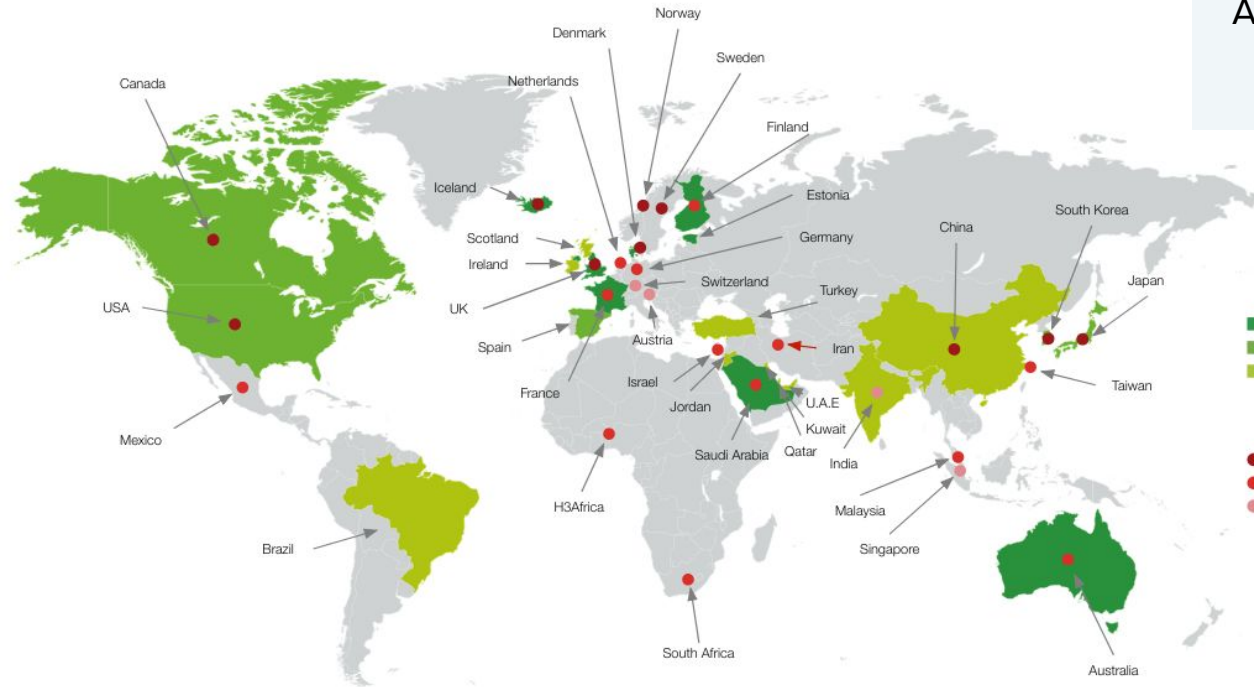 A
Norway
Denmark
Sweden
Canada
Netherlands
Finland
Iceland
Estonia
South Korea
Scotland
Germany
China
Ireland
Switzerland
Japan
USA
UK
Turkey
Spain
Austria
Iran
Israel
Taiwan
France
Jordan
U.A.E
Kuwait
Mexico
Saudi Arabia
Qatar
India
H3Africa
Malaysia
Brazil
Singapore
South Africa
Australia